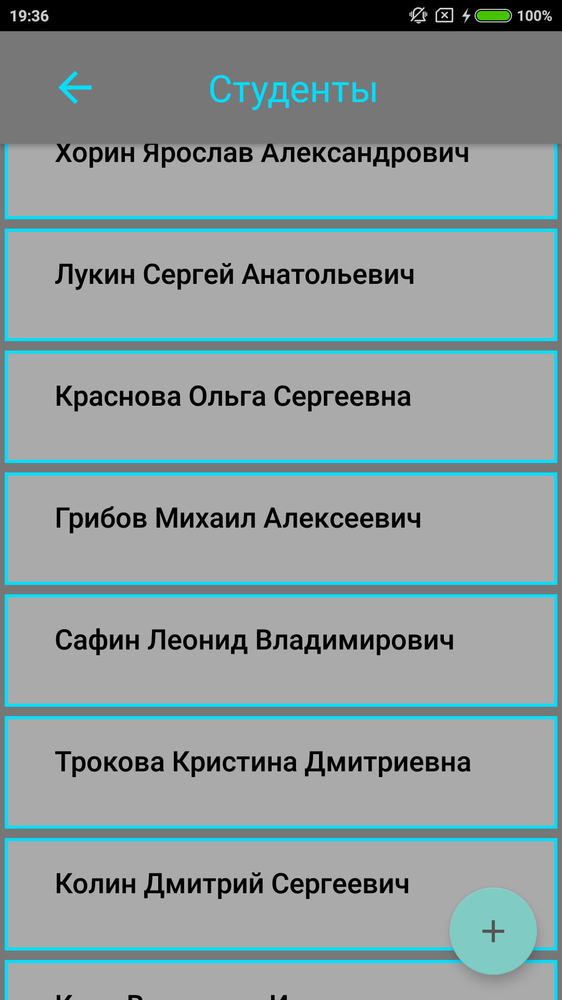 19:36
100%
Студенты
Хорин Ярослав Александрович
Лукин Сергей Анатольевич
Краснова Ольга Сергеевна
Грибов Михаил Алексеевич
Сафин Леонид Владимирович
Трокова Кристина Дмитриевна
Колин Дмитрий Сергеевич